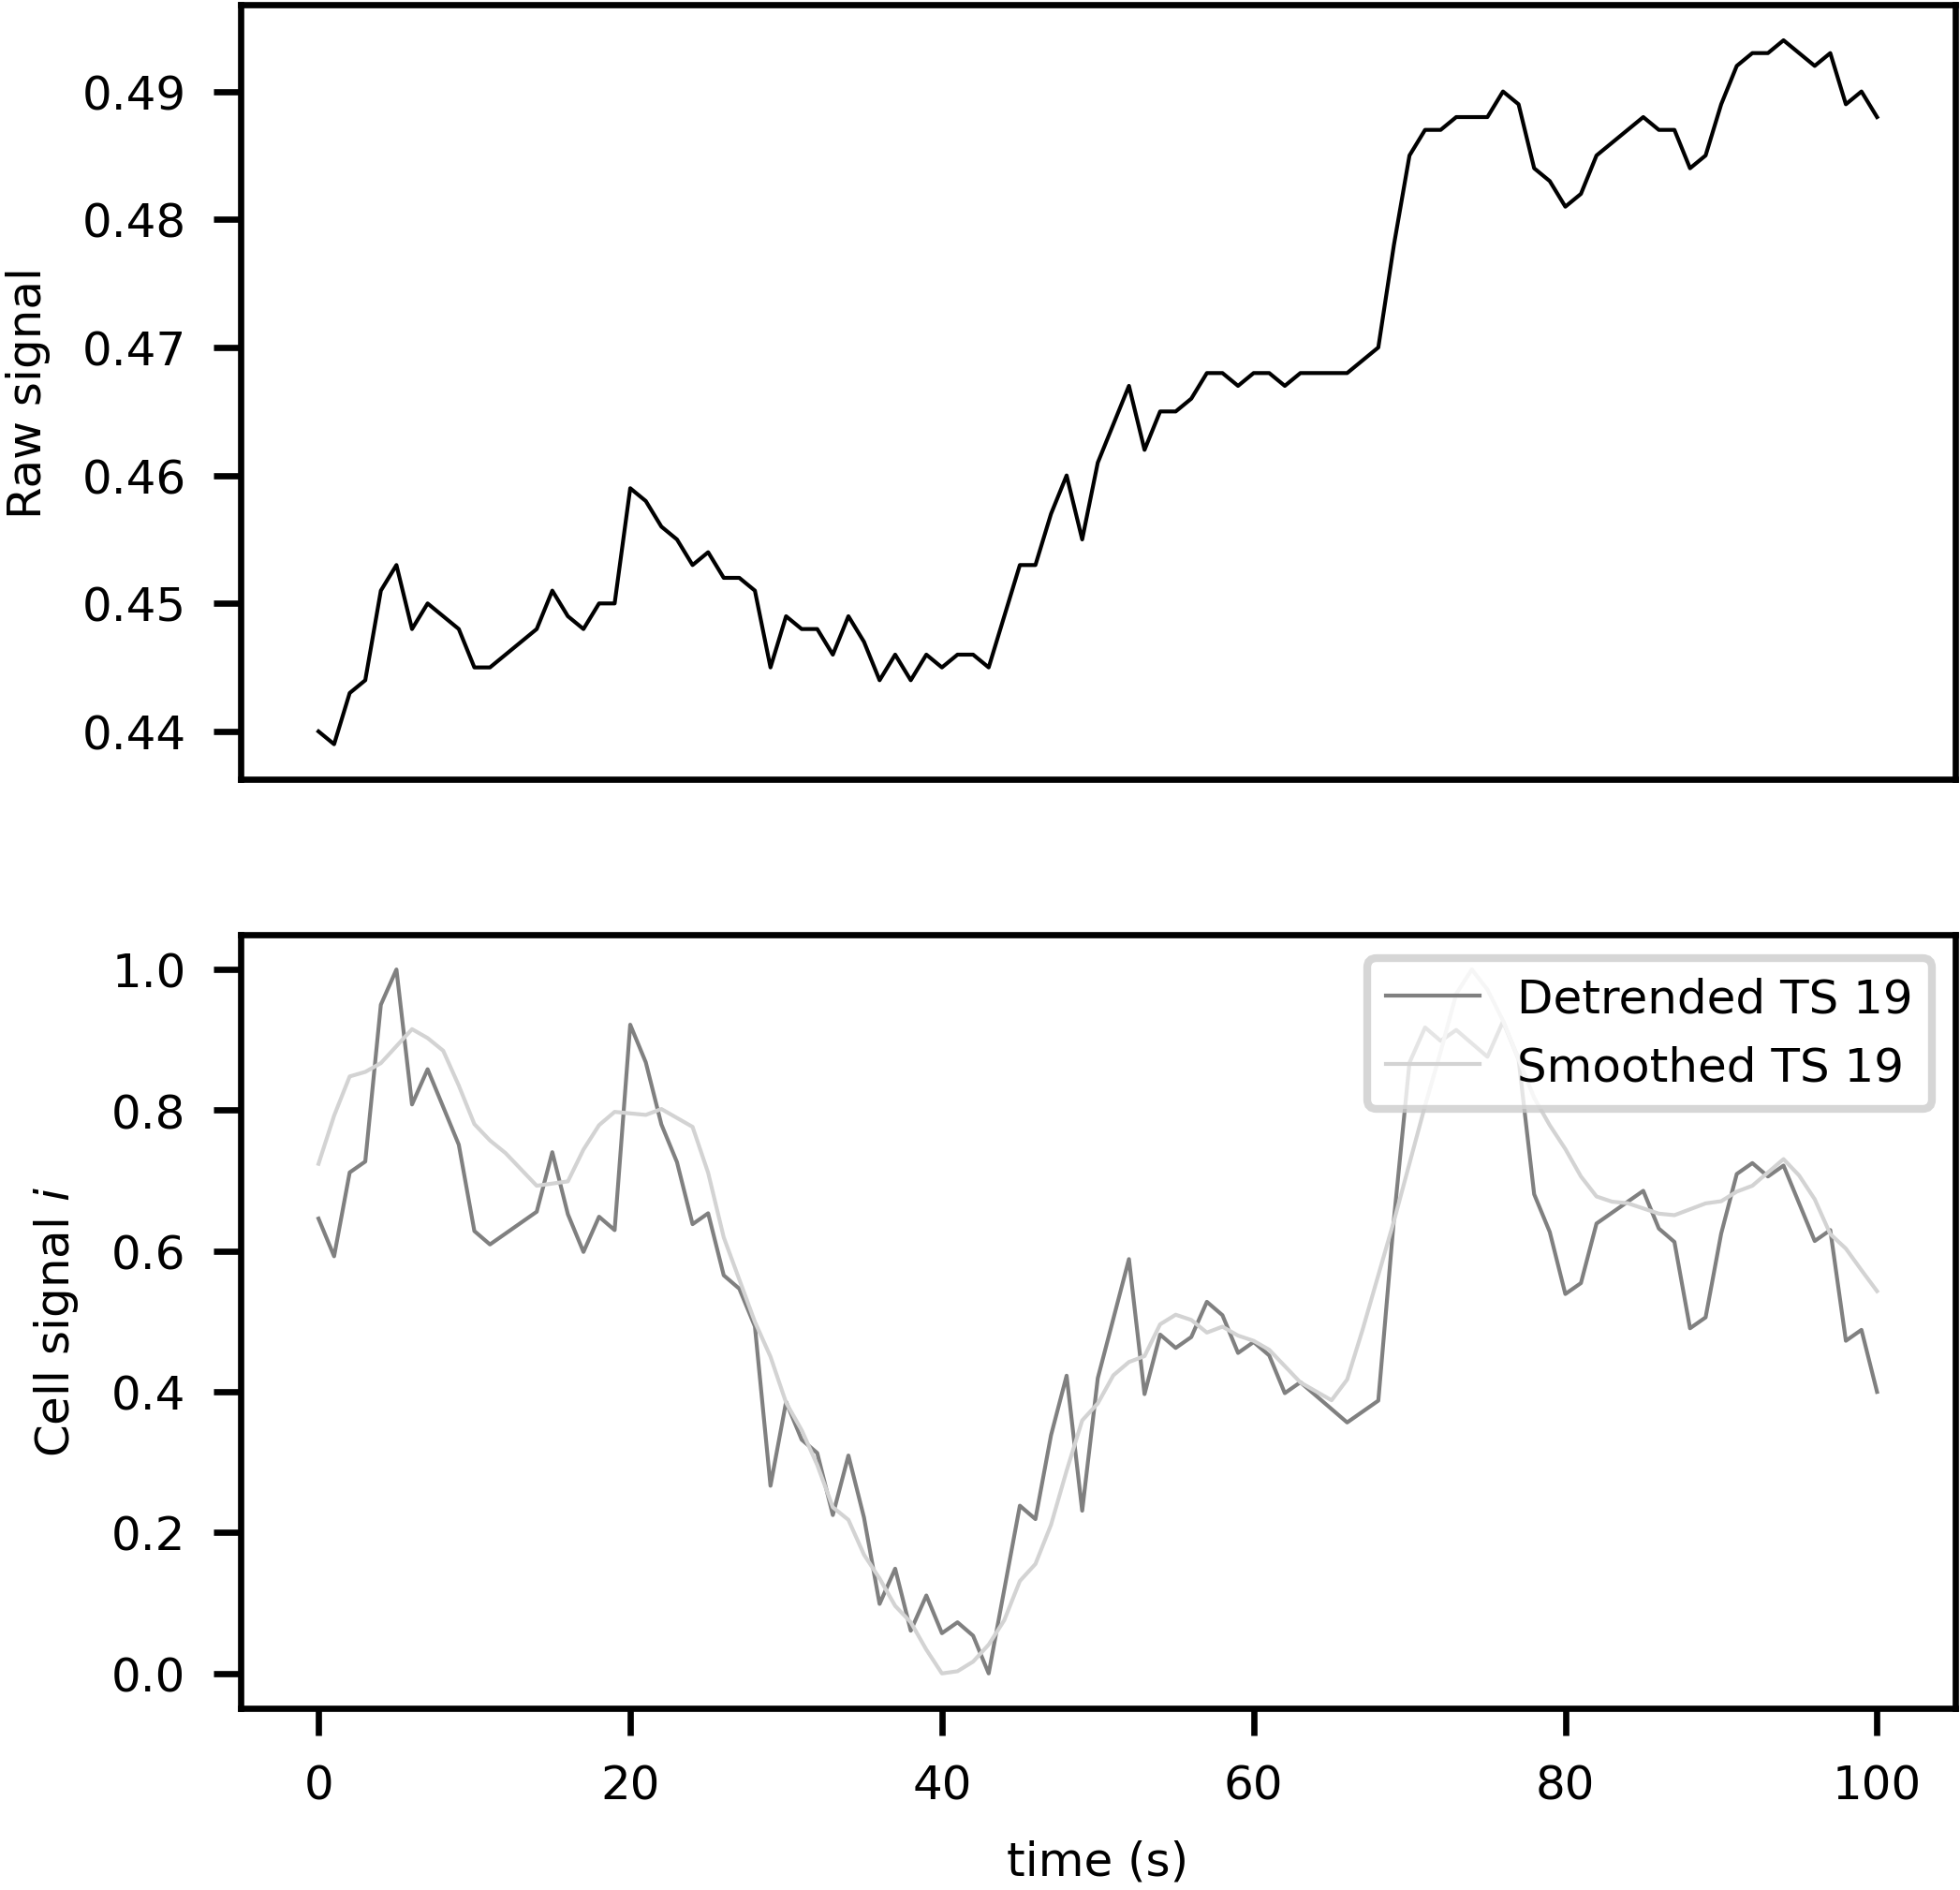 Raw signal
0.49
0.48
0.47
0.46
0.45
0.44
Cell signal i
1.0
0.8
0.6
0.4
0.2
0.0
Detrended TS 19
Smoothed TS 19
0 20 40 60 80 100
time (s)